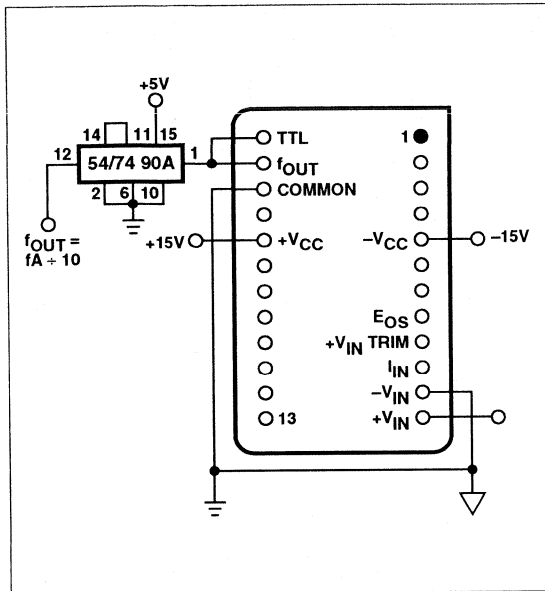 +5V
14 11 15
12 54/74 90A 1
2 6 10
fOUT =
fA ÷ 10
TTL
fOUT
COMMON
+15V
+VCC
13
1
–VCC
–15V
EOS
+VIN TRIM
IIN
–VIN
+VIN